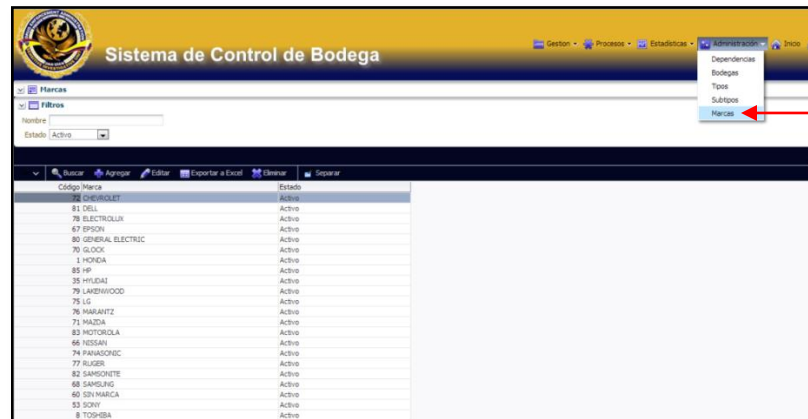 Sistema de Control de Bodega
Gestion Procesos Estadísticas Administración Inicio
Dependencias
Bodegas
Tipos
Subtipos
Marcas
Marcas
Filtros
Nombre
Estado Activo
Buscar Agregar Editar Exportar a Excel Eliminar Separar
Código Marca Estado
72 CHEVROLET Activo
81 DELL Activo
78 ELECTROLUX Activo
67 EPSON Activo
80 GENERAL ELECTRIC Activo
70 GLOCK Activo
1 HONDA Activo
85 HP Activo
35 HYUDAI Activo
79 LAKENWOOD Activo
75 LG Activo
76 MARANTZ Activo
71 MAZDA Activo
83 MOTOROLA Activo
66 NISSAN Activo
74 PANASONIC Activo
77 RUGER Activo
82 SAMSONITE Activo
68 SAMSUNG Activo
60 SIN MARCA Activo
53 SONY Activo
8 TOSHIBA Activo